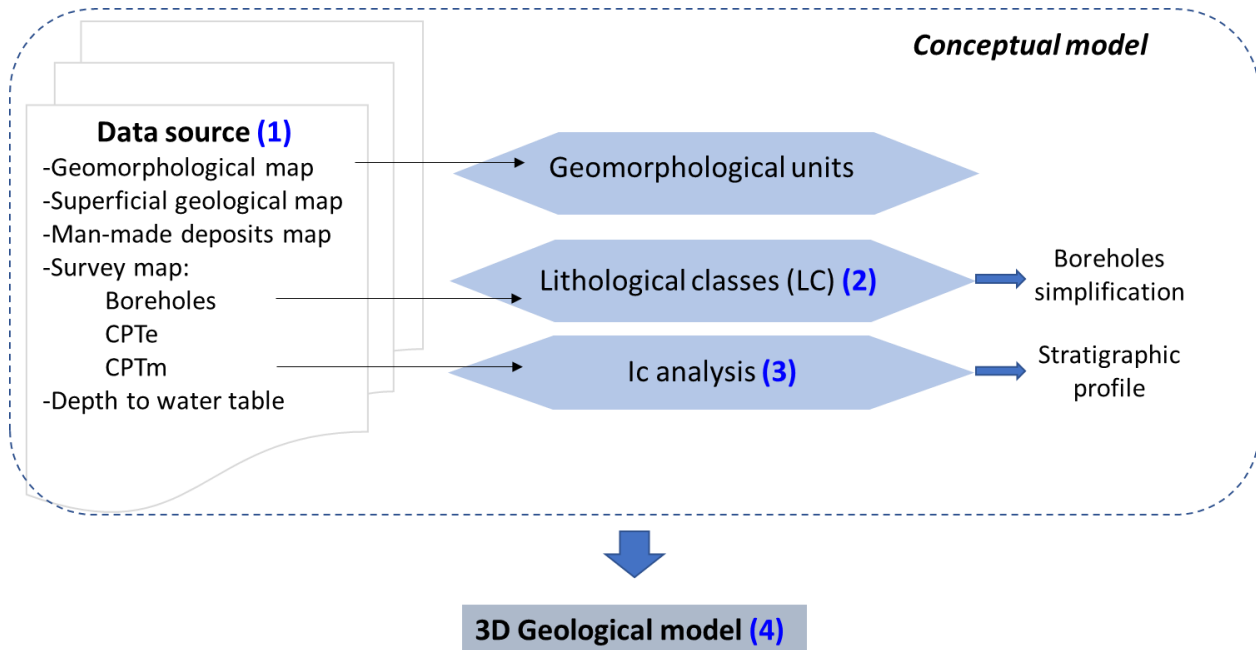 Conceptual model
Data source (1)
-Geomorphological map
-Superficial geological map
-Man-made deposits map
-Survey map:
Boreholes
CPTe
CPTm
-Depth to water table
Geomorphological units
Lithological classes (LC) (2)
Boreholes
simplification
Ic analysis (3)
Stratigraphic
profile
3D Geological model (4)